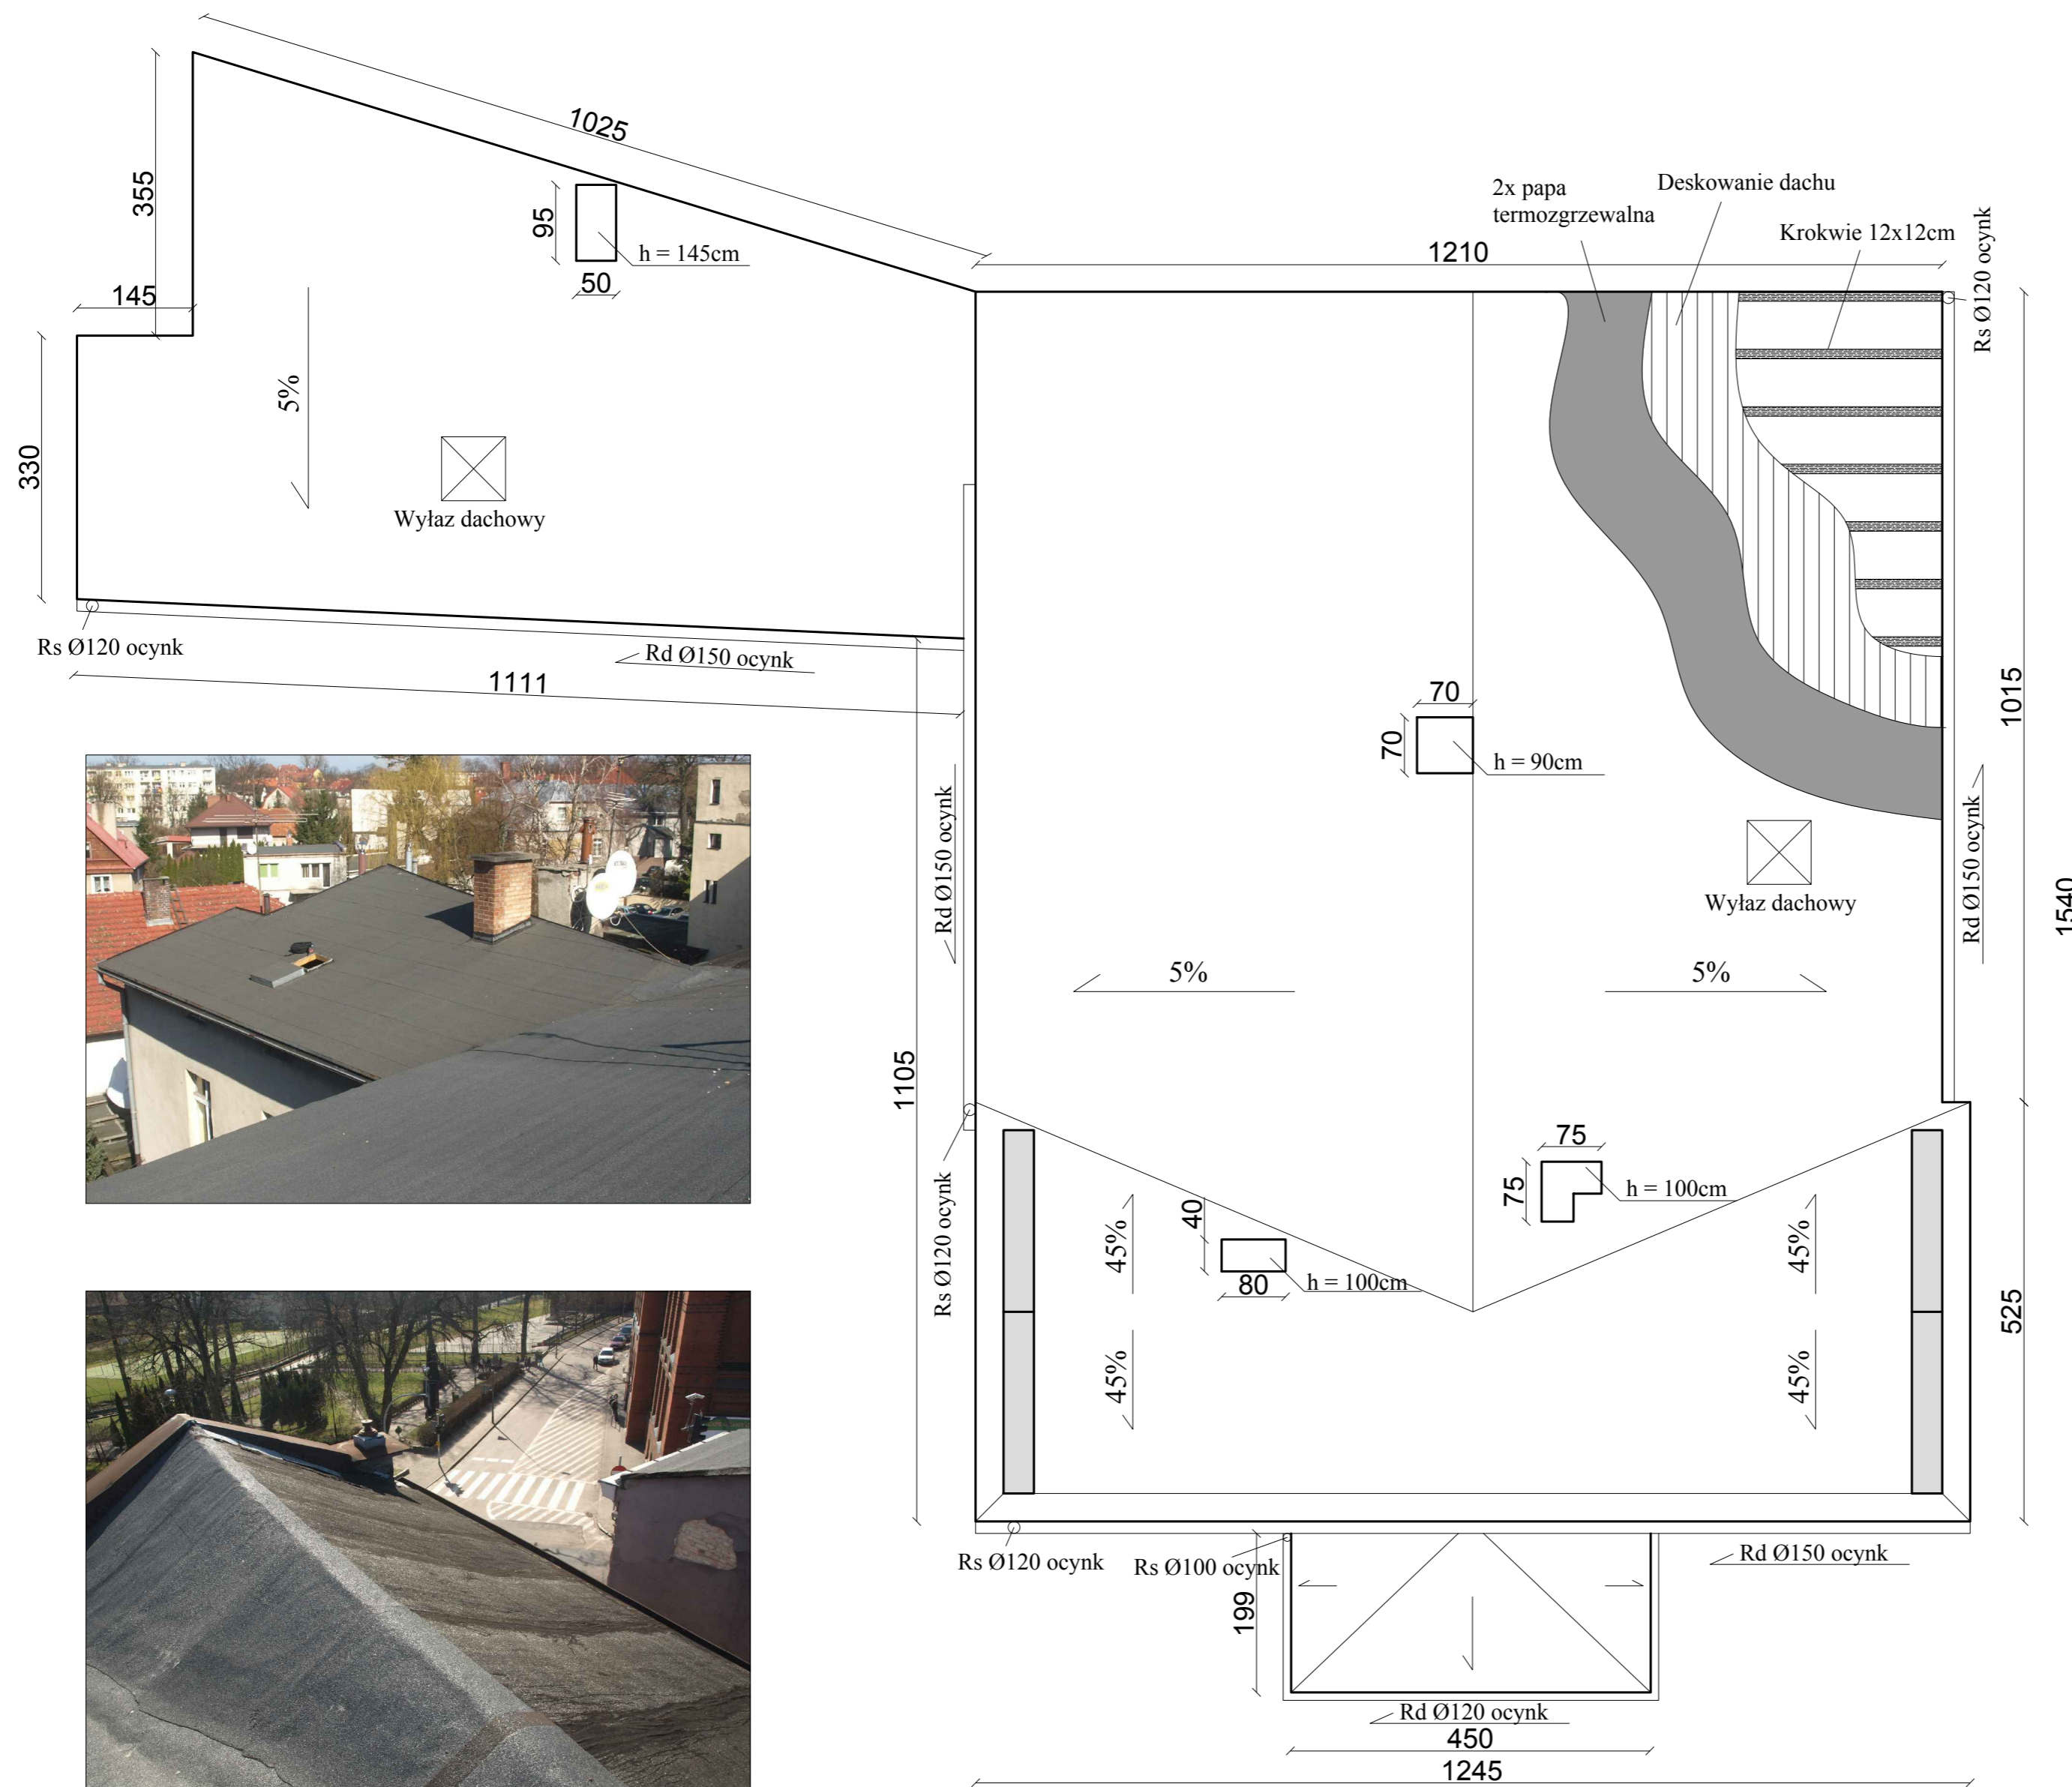 1025
355
95
h = 145cm
50
145
5%
330
Wyłaz dachowy
Rs Ø120 ocynk
Rd Ø150 ocynk
1111
2x papa
termozgrzewalna
Deskowanie dachu
Krokwie 12x12cm
Rs Ø120 ocynk
1210
1015
70
70
h = 90cm
Rd Ø150 ocynk
Rd Ø150 ocynk
1540
Wyłaz dachowy
5%
5%
1105
Rs Ø120 ocynk
75
75
h = 100cm
40
80
h = 100cm
45%
45%
45%
45%
525
Rs Ø120 ocynk
Rs Ø100 ocynk
Rd Ø150 ocynk
199
Rd Ø120 ocynk
450
1245